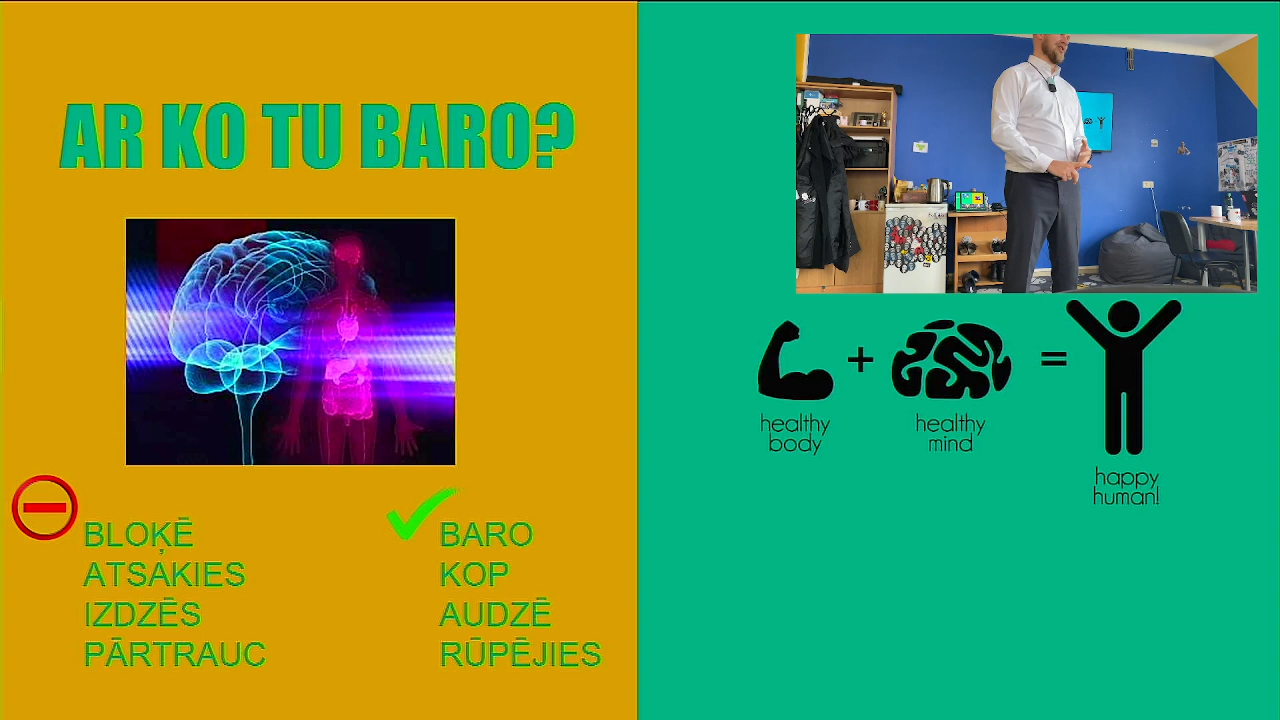 AR KO TU BARO?
BLOĶĒ
ATSAKIES
IZDZĒS
PĀRTRAUC
BARO
KOP
AUDZĒ
RŪPĒJIES
healthy
body
+
healthy
mind
=
happy
human!